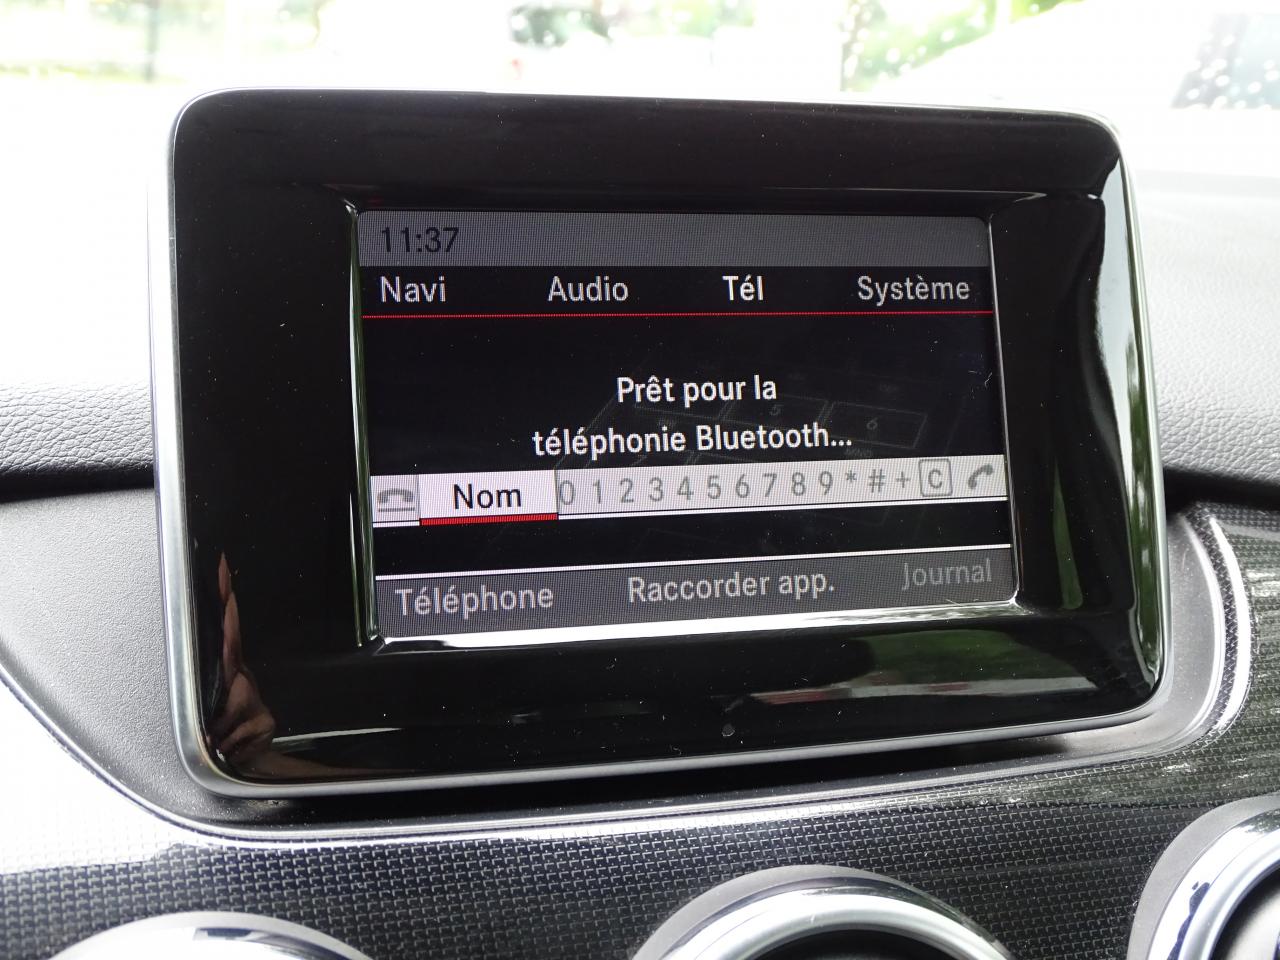 11:37
Navi Audio Tél Système
Prêt pour la
téléphonie Bluetooth...
Nom 0 1 2 3 4 5 6 7 8 9 * # + C
Téléphone Raccorder app. Journal